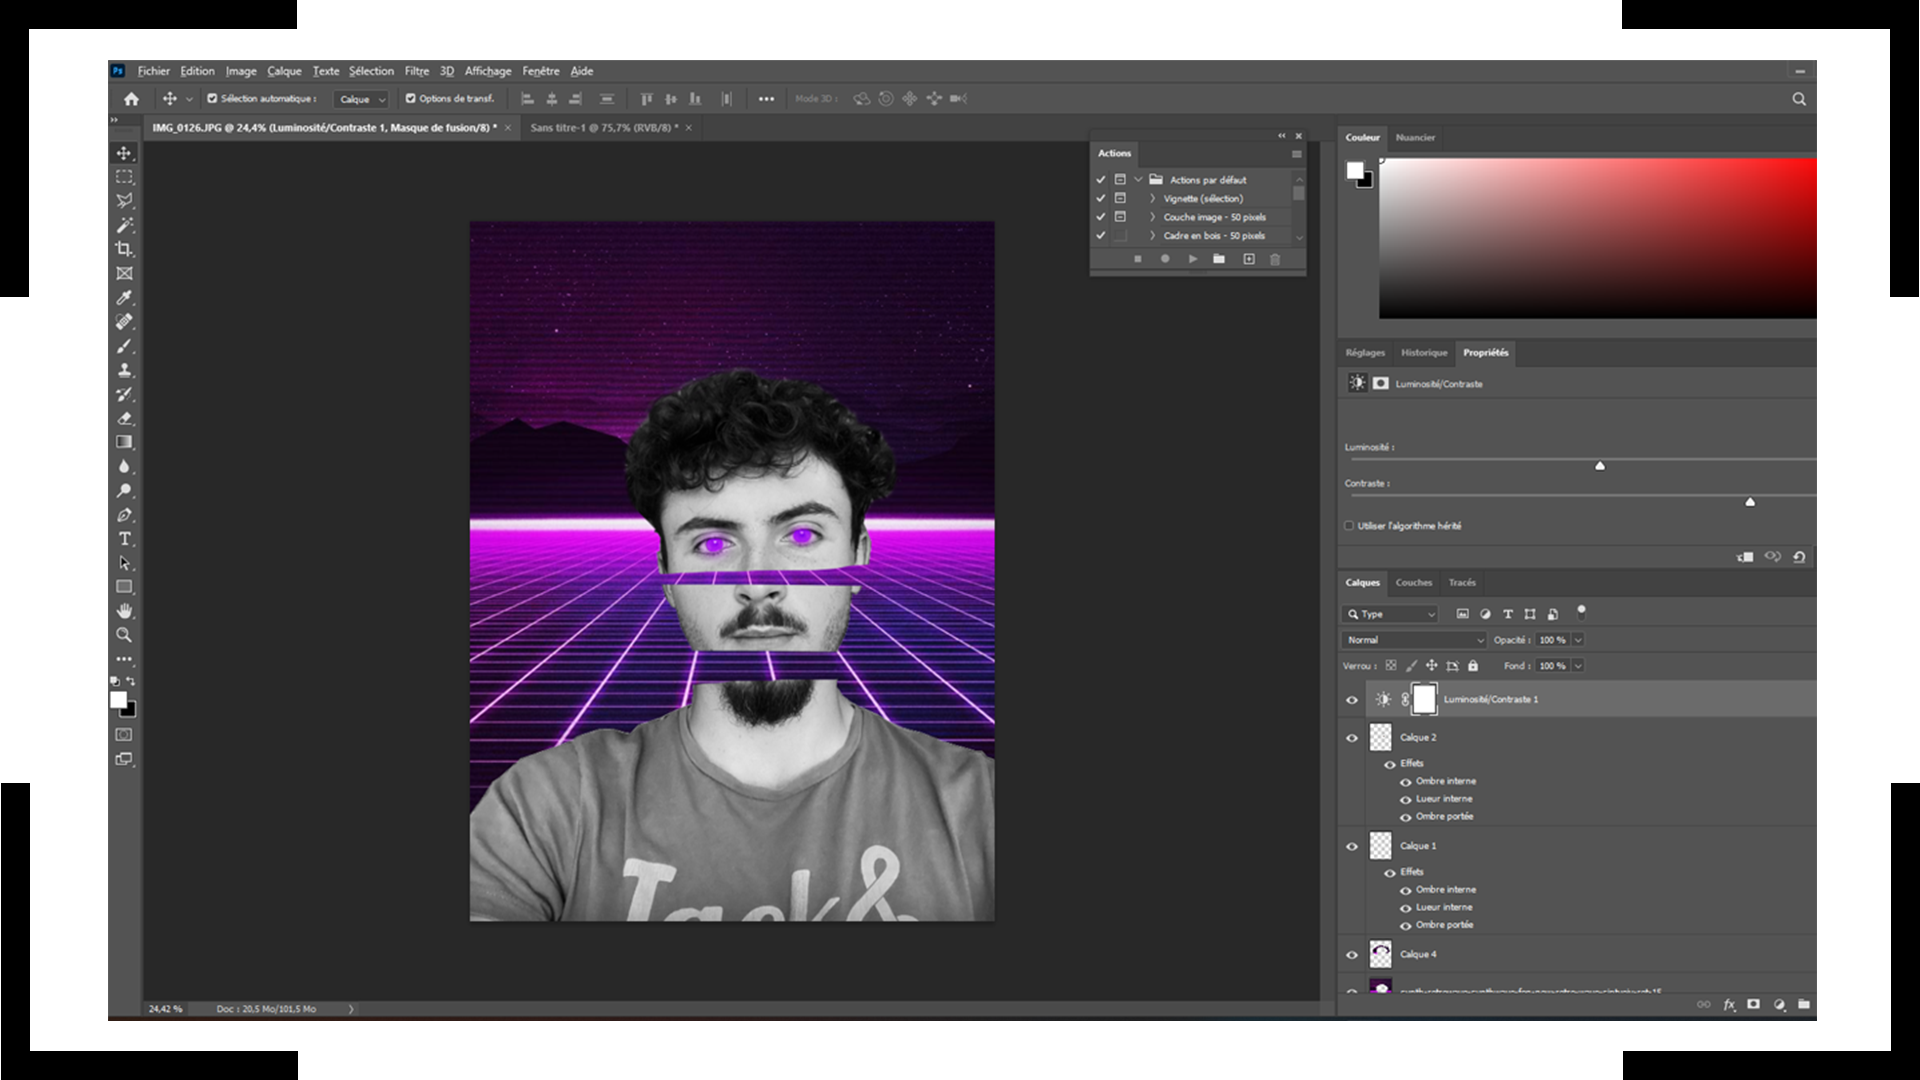 Ps Fichier Edition Image Calque Texte Sélection Filtre 3D Affichage Fenêtre Aide
Sélection automatique : Calque Options de transf. Mode 3D :
IMG_0126.JPG @ 24,4% (Luminosité/Contraste 1, Masque de fusion/8) * Sans titre-1 @ 75,7% (RVB/8) *
Actions
Actions par défaut
Vignette (sélection)
Couche image - 50 pixels
Cadre en bois - 50 pixels
Couleur Nuancier
Réglages Historique Propriétés
Luminosité/Contraste
Luminosité :
Contraste :
Utiliser l'algorithme hérité
Calques Couches Tracés
Type
Normal Opacité : 100 %
Verrou : Fond : 100 %
Luminosité/Contraste 1
Calque 2
Effets
Ombre interne
Lueur interne
Ombre portée
Calque 1
Effets
Ombre interne
Lueur interne
Ombre portée
Calque 4
fx
Jack &
24,42 % Doc : 20,5 Mo/101,5 Mo